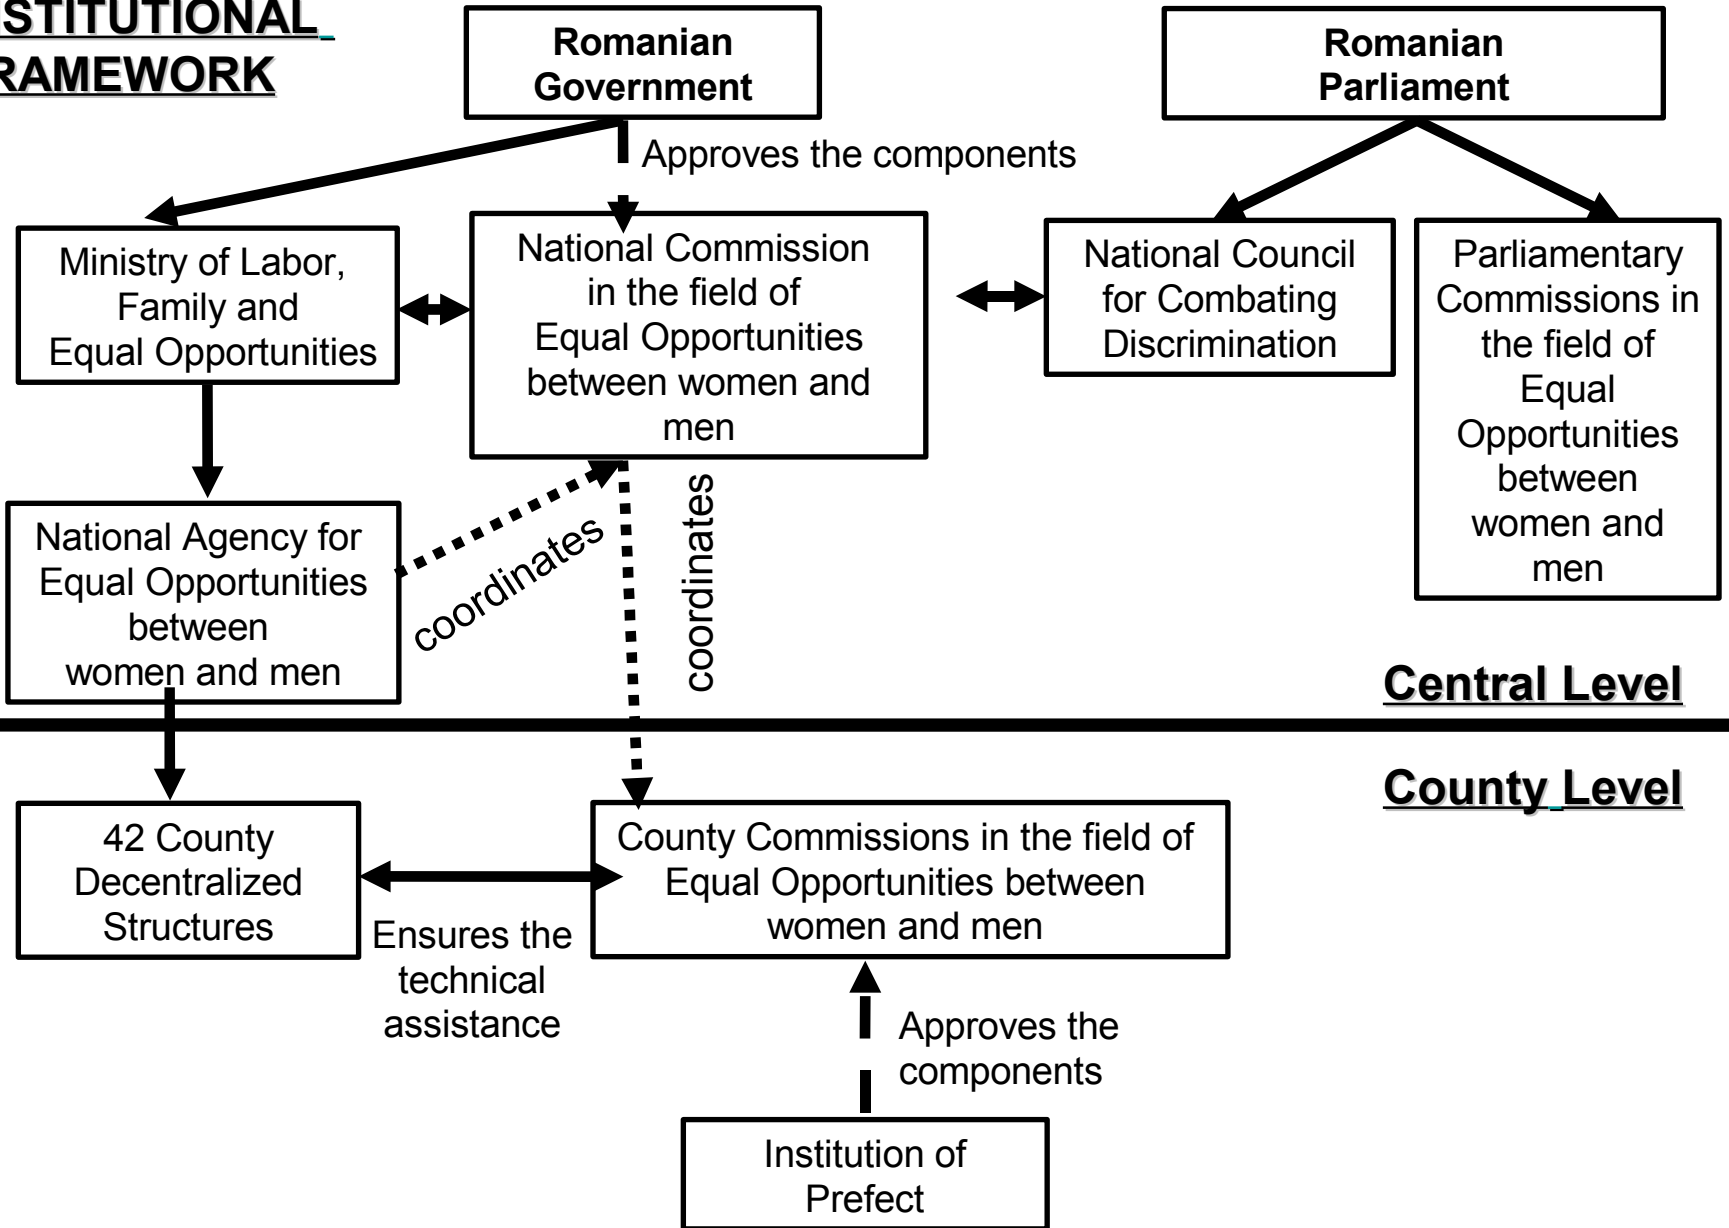 NSTITUTIONAL
RAMEWORK
Romanian
Government
Romanian
Parliament
Approves the components
Ministry of Labor,
Family and
Equal Opportunities
National Commission
in the field of
Equal Opportunities
between women and
men
National Council
for Combating
Discrimination
Parliamentary
Commissions in
the field of
Equal
Opportunities
between
women and
men
National Agency for
Equal Opportunities
between
women and men
coordinates
coordinates
Central Level
County Level
42 County
Decentralized
Structures
Ensures the
technical
assistance
County Commissions in the field of
Equal Opportunities between
women and men
Approves the
components
Institution of
Prefect